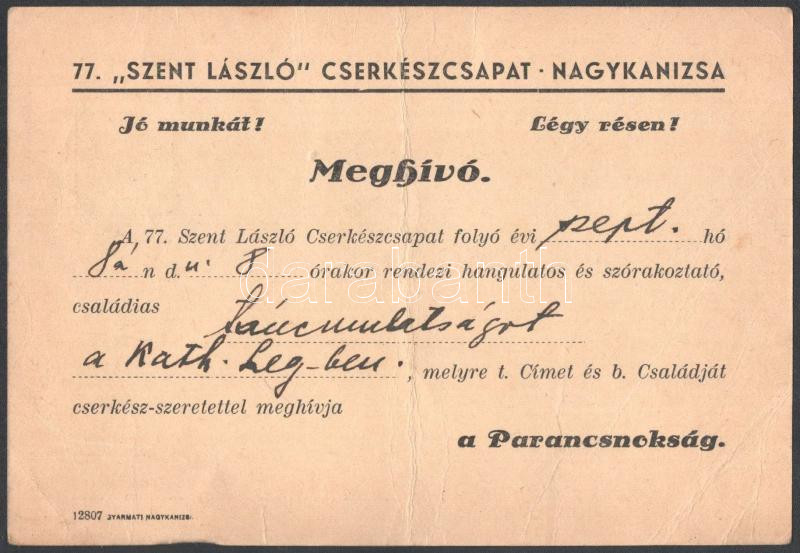 77. „SZENT LÁSZLÓ" CSERKÉSZCSAPAT · NAGYKANIZSA
Jó munkát! Légy résen!
Meghívó.
A 77. Szent László Cserkészcsapat folyó évi szept. hó
8á n d.u. 8 órakor rendezi hangulatos és szórakoztató,
családias táncmulatságot
a Kath. Leg-ben. , melyre t. Címet és b. Családját
cserkész-szeretettel meghívja
a Parancsnokság.
12807 GYARMATI NAGYKANIZS.
darabanth